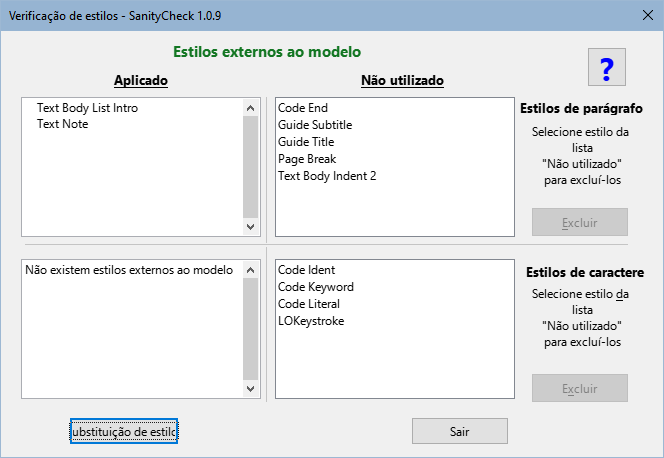 Verificação de estilos - SanityCheck 1.0.9
Estilos externos ao modelo
?
Aplicado
Não utilizado
Text Body List Intro
Text Note
Code End
Guide Subtitle
Guide Title
Page Break
Text Body Indent 2
Estilos de parágrafo
Selecione estilo da
lista
"Não utilizado"
para excluí-los
Excluir
Não existem estilos externos ao modelo
Code Ident
Code Keyword
Code Literal
LOKeystroke
Estilos de caractere
Selecione estilo da
lista
"Não utilizado"
para excluí-los
Excluir
ubstituição de estilo
Sair